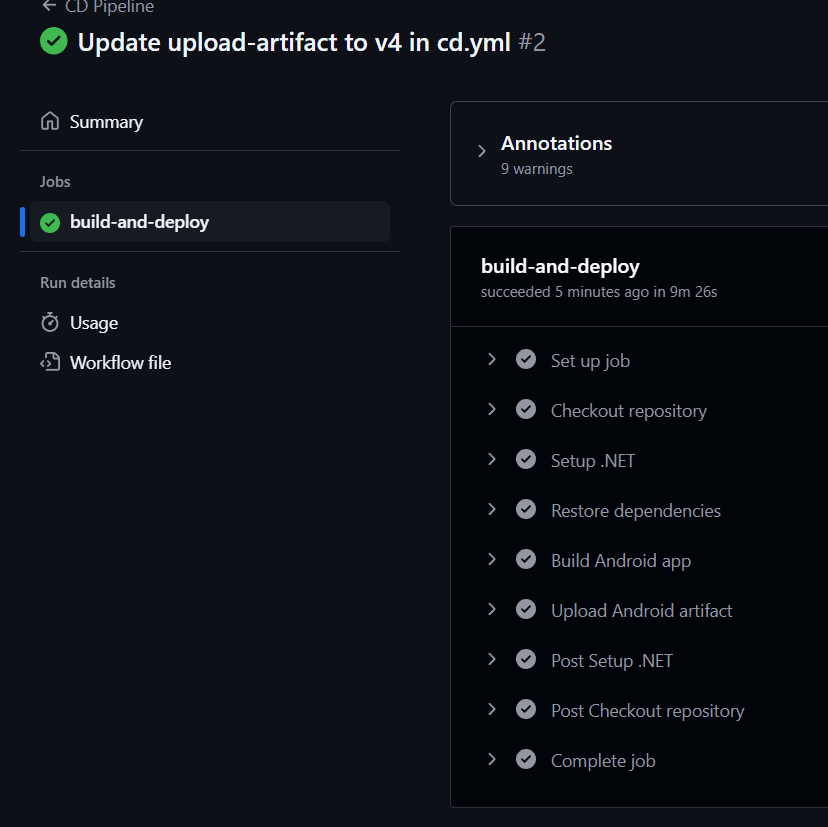 CD Pipeline
Update upload-artifact to v4 in cd.yml #2
Summary
Jobs
build-and-deploy
Run details
Usage
Workflow file
Annotations
9 warnings
build-and-deploy
succeeded 5 minutes ago in 9m 26s
Set up job
Checkout repository
Setup .NET
Restore dependencies
Build Android app
Upload Android artifact
Post Setup .NET
Post Checkout repository
Complete job